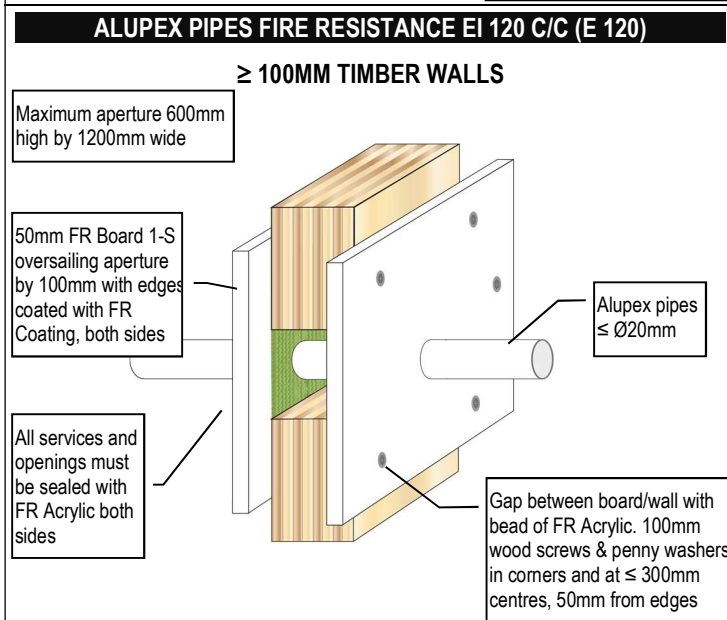 ALUPEX PIPES FIRE RESISTANCE EI 120 C/C (E 120)
≥ 100MM TIMBER WALLS
Maximum aperture 600mm
high by 1200mm wide
50mm FR Board 1-S
oversailing aperture
by 100mm with edges
coated with FR
Coating, both sides
Alupex pipes
≤ Ø20mm
All services and
openings must
be sealed with
FR Acrylic both
sides
Gap between board/wall with
bead of FR Acrylic. 100mm
wood screws & penny washers
in corners and at ≤ 300mm
centres, 50mm from edges